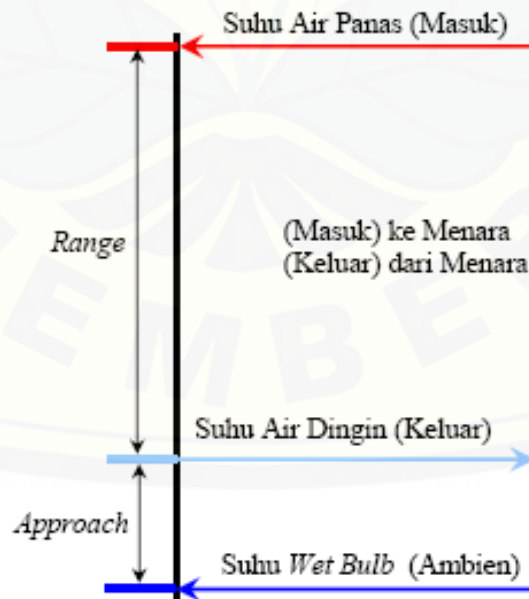 Suhu Air Panas (Masuk)
Range
(Masuk) ke Menara
(Keluar) dari Menara
EMBE
Suhu Air Dingin (Keluar)
Approach
Suhu Wet Bulb (Ambien)